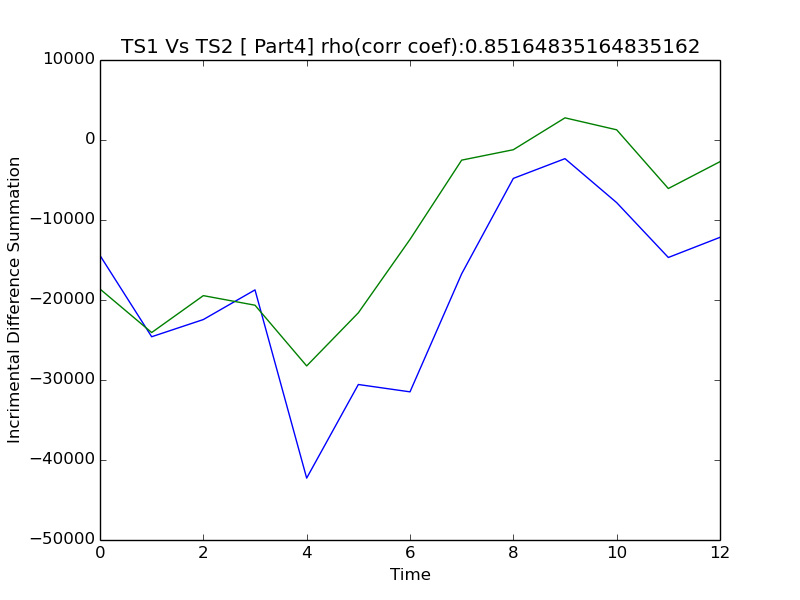 TS1 Vs TS2 [ Part4] rho(corr coef):0.85164835164835162
10000
0
−10000
−20000
−30000
−40000
−50000
Incrimental Difference Summation
0 2 4 6 8 10 12
Time